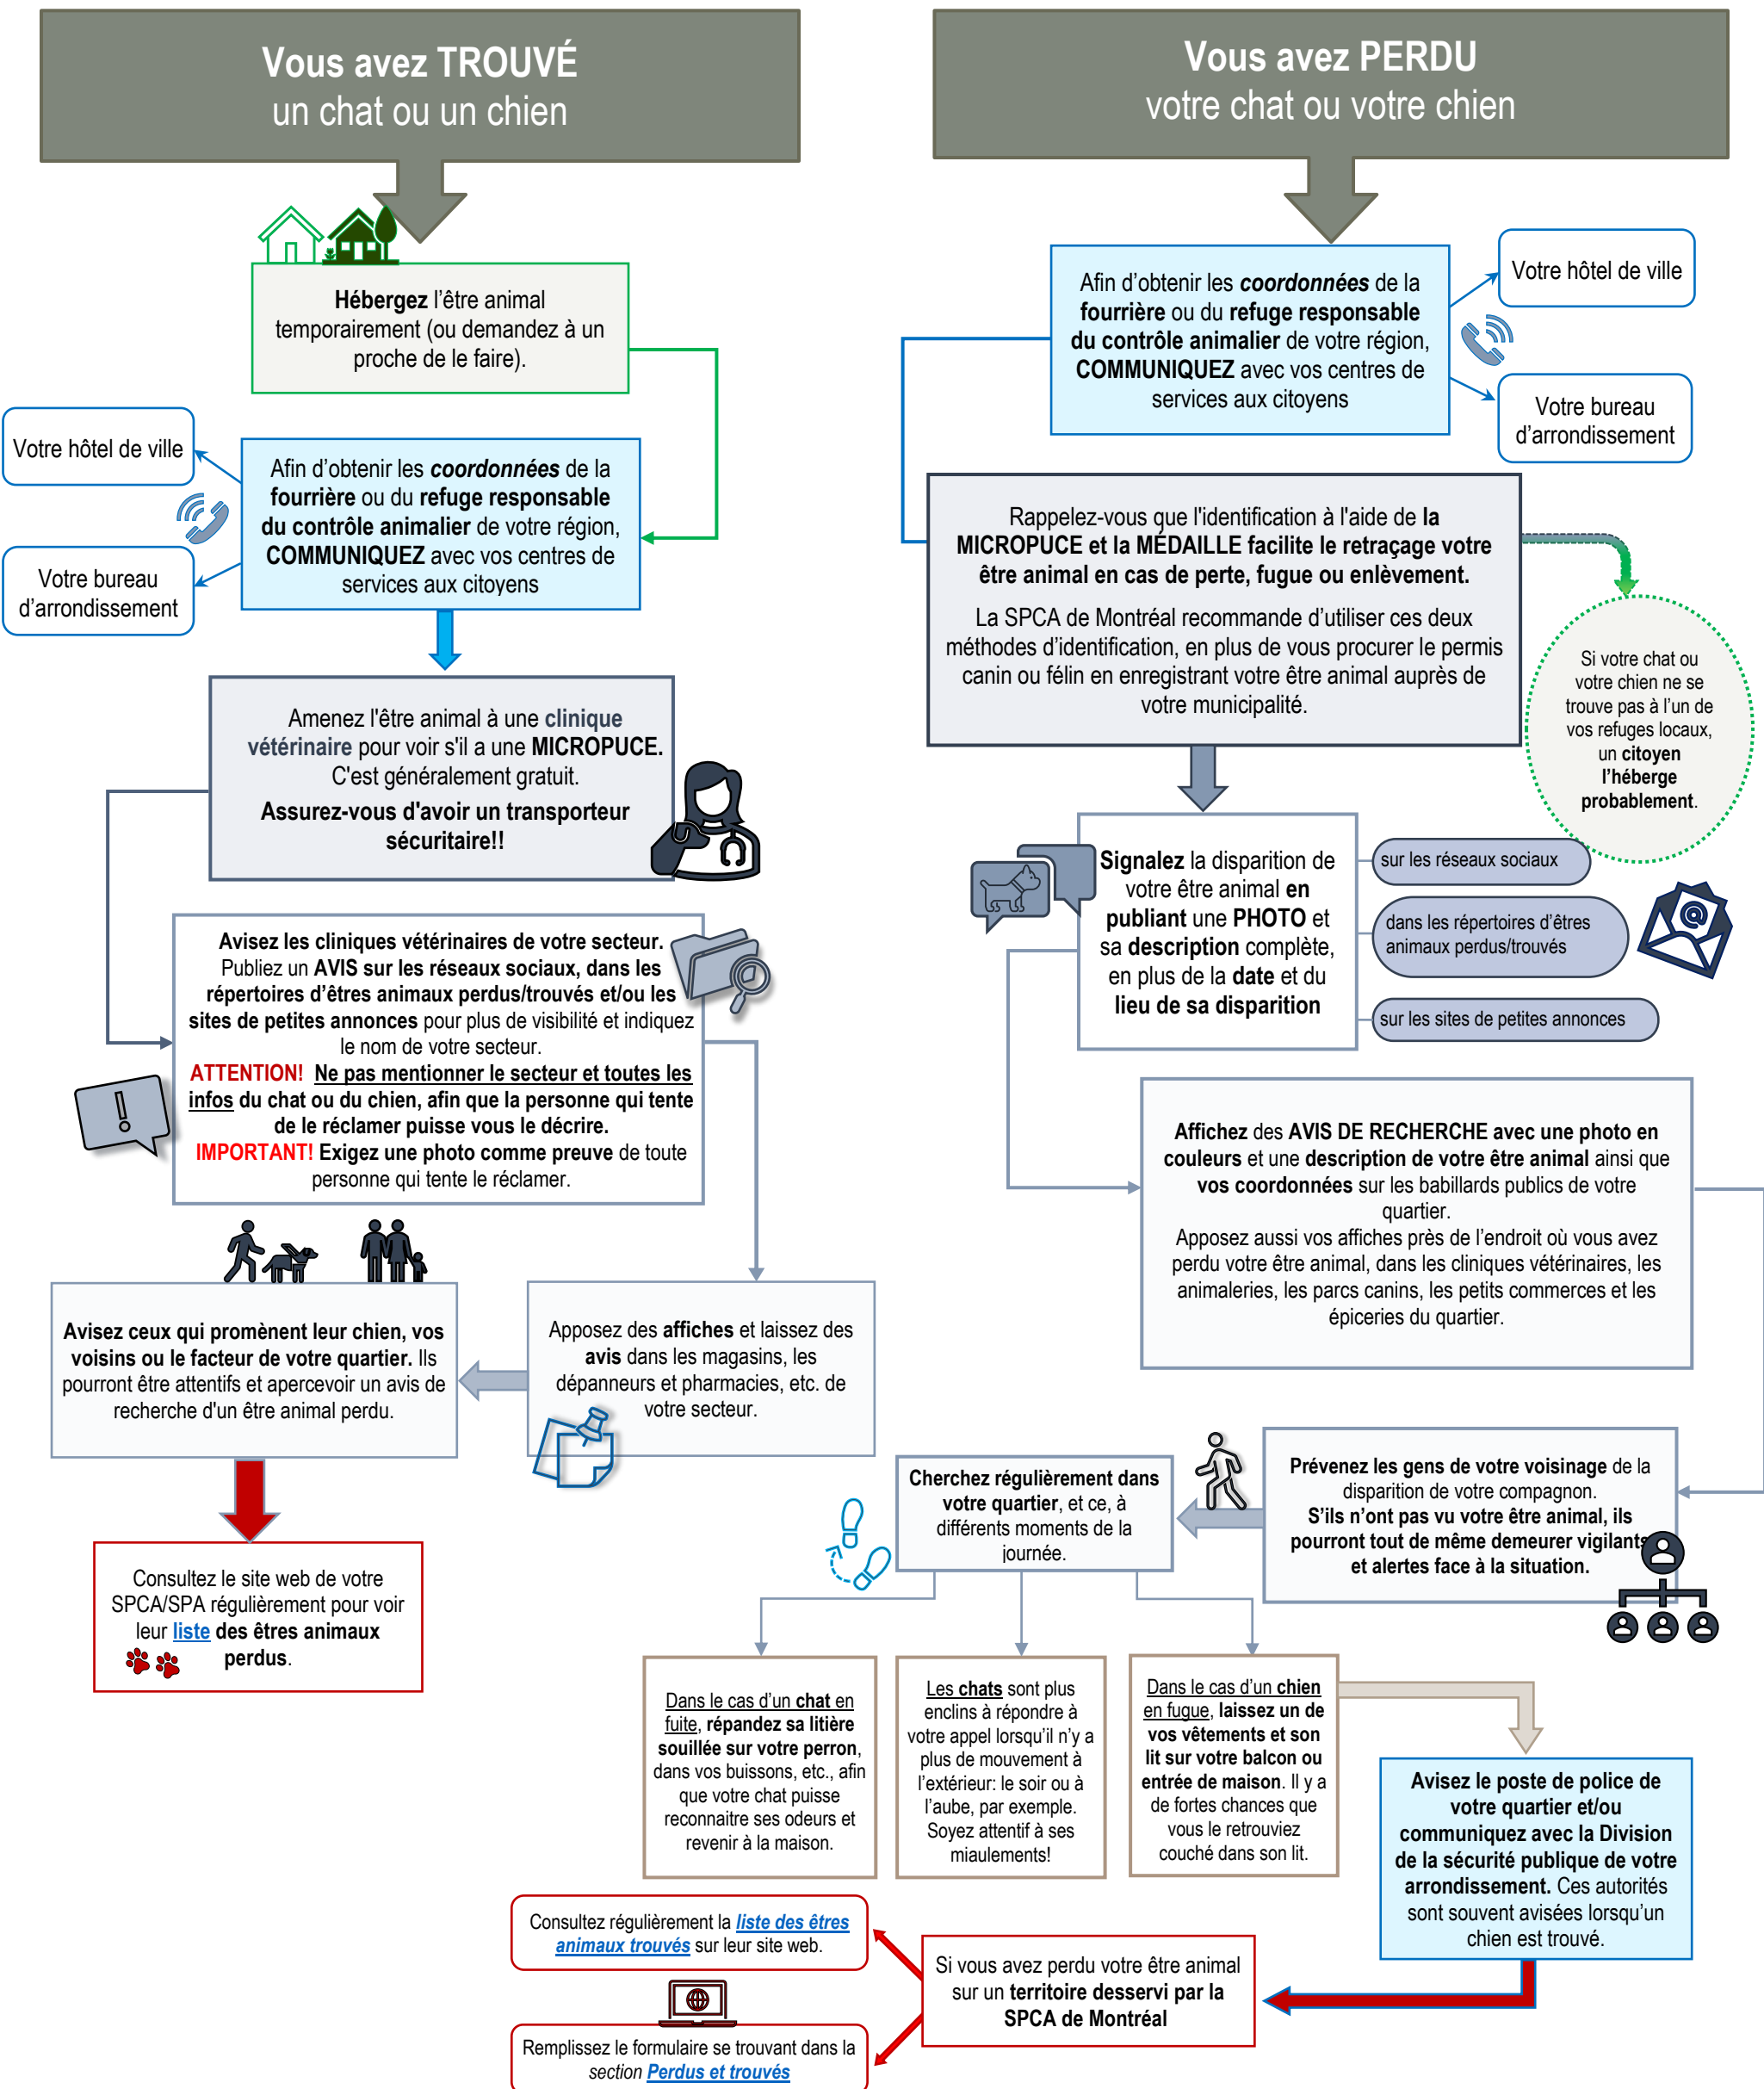 Vous avez TROUVÉ
un chat ou un chien
Hébergez l'être animal
temporairement (ou demandez à un
proche de le faire).
Votre hôtel de ville
Votre bureau
d'arrondissement
Afin d'obtenir les coordonnées de la
fourrière ou du refuge responsable
du contrôle animalier de votre région,
COMMUNIQUEZ avec vos centres de
services aux citoyens
Amenez l'être animal à une clinique
vétérinaire pour voir s'il a une MICROPUCE.
C'est généralement gratuit.
Assurez-vous d'avoir un transporteur
sécuritaire!!
Avisez les cliniques vétérinaires de votre secteur.
Publiez un AVIS sur les réseaux sociaux, dans les
répertoires d'êtres animaux perdus/trouvés et/ou les
sites de petites annonces pour plus de visibilité et indiquez
le nom de votre secteur.
ATTENTION! Ne pas mentionner le secteur et toutes les
infos du chat ou du chien, afin que la personne qui tente
de le réclamer puisse vous le décrire.
IMPORTANT! Exigez une photo comme preuve de toute
personne qui tente le réclamer.
Apposez des affiches et laissez des
avis dans les magasins, les
dépanneurs et pharmacies, etc. de
votre secteur.
Avisez ceux qui promènent leur chien, vos
voisins ou le facteur de votre quartier. Ils
pourront être attentifs et apercevoir un avis de
recherche d'un être animal perdu.
Consultez le site web de votre
SPCA/SPA régulièrement pour voir
leur liste des êtres animaux
perdus.
Vous avez PERDU
votre chat ou votre chien
Afin d'obtenir les coordonnées de la
fourrière ou du refuge responsable
du contrôle animalier de votre région,
COMMUNIQUEZ avec vos centres de
services aux citoyens
Votre hôtel de ville
Votre bureau
d'arrondissement
Rappelez-vous que l'identification à l'aide de la
MICROPUCE et la MÉDAILLE facilite le retraçage votre
être animal en cas de perte, fugue ou enlèvement.
La SPCA de Montréal recommande d'utiliser ces deux
méthodes d'identification, en plus de vous procurer le permis
canin ou félin en enregistrant votre être animal auprès de
votre municipalité.
Si votre chat ou
votre chien ne se
trouve pas à l'un de
vos refuges locaux,
un citoyen
l'héberge
probablement.
Signalez la disparition de
votre être animal en
publiant une PHOTO et
sa description complète,
en plus de la date et du
lieu de sa disparition
sur les réseaux sociaux
dans les répertoires d'êtres
animaux perdus/trouvés
sur les sites de petites annonces
Affichez des AVIS DE RECHERCHE avec une photo en
couleurs et une description de votre être animal ainsi que
vos coordonnées sur les babillards publics de votre
quartier.
Apposez aussi vos affiches près de l'endroit où vous avez
perdu votre être animal, dans les cliniques vétérinaires, les
animaleries, les parcs canins, les petits commerces et les
épiceries du quartier.
Prévenez les gens de votre voisinage de la
disparition de votre compagnon.
S'ils n'ont pas vu votre être animal, ils
pourront tout de même demeurer vigilants
et alertes face à la situation.
Cherchez régulièrement dans
votre quartier, et ce, à
différents moments de la
journée.
Dans le cas d'un chat en
fuite, répandez sa litière
souillée sur votre perron,
dans vos buissons, etc., afin
que votre chat puisse
reconnaitre ses odeurs et
revenir à la maison.
Les chats sont plus
enclins à répondre à
votre appel lorsqu'il n'y a
plus de mouvement à
l'extérieur: le soir ou à
l'aube, par exemple.
Soyez attentif à ses
miaulements!
Dans le cas d'un chien
en fugue, laissez un de
vos vêtements et son
lit sur votre balcon ou
entrée de maison. Il y a
de fortes chances que
vous le retrouviez
couché dans son lit.
Avisez le poste de police de
votre quartier et/ou
communiquez avec la Division
de la sécurité publique de votre
arrondissement. Ces autorités
sont souvent avisées lorsqu'un
chien est trouvé.
Si vous avez perdu votre être animal
sur un territoire desservi par la
SPCA de Montréal
Consultez régulièrement la liste des êtres
animaux trouvés sur leur site web.
Remplissez le formulaire se trouvant dans la
section Perdus et trouvés